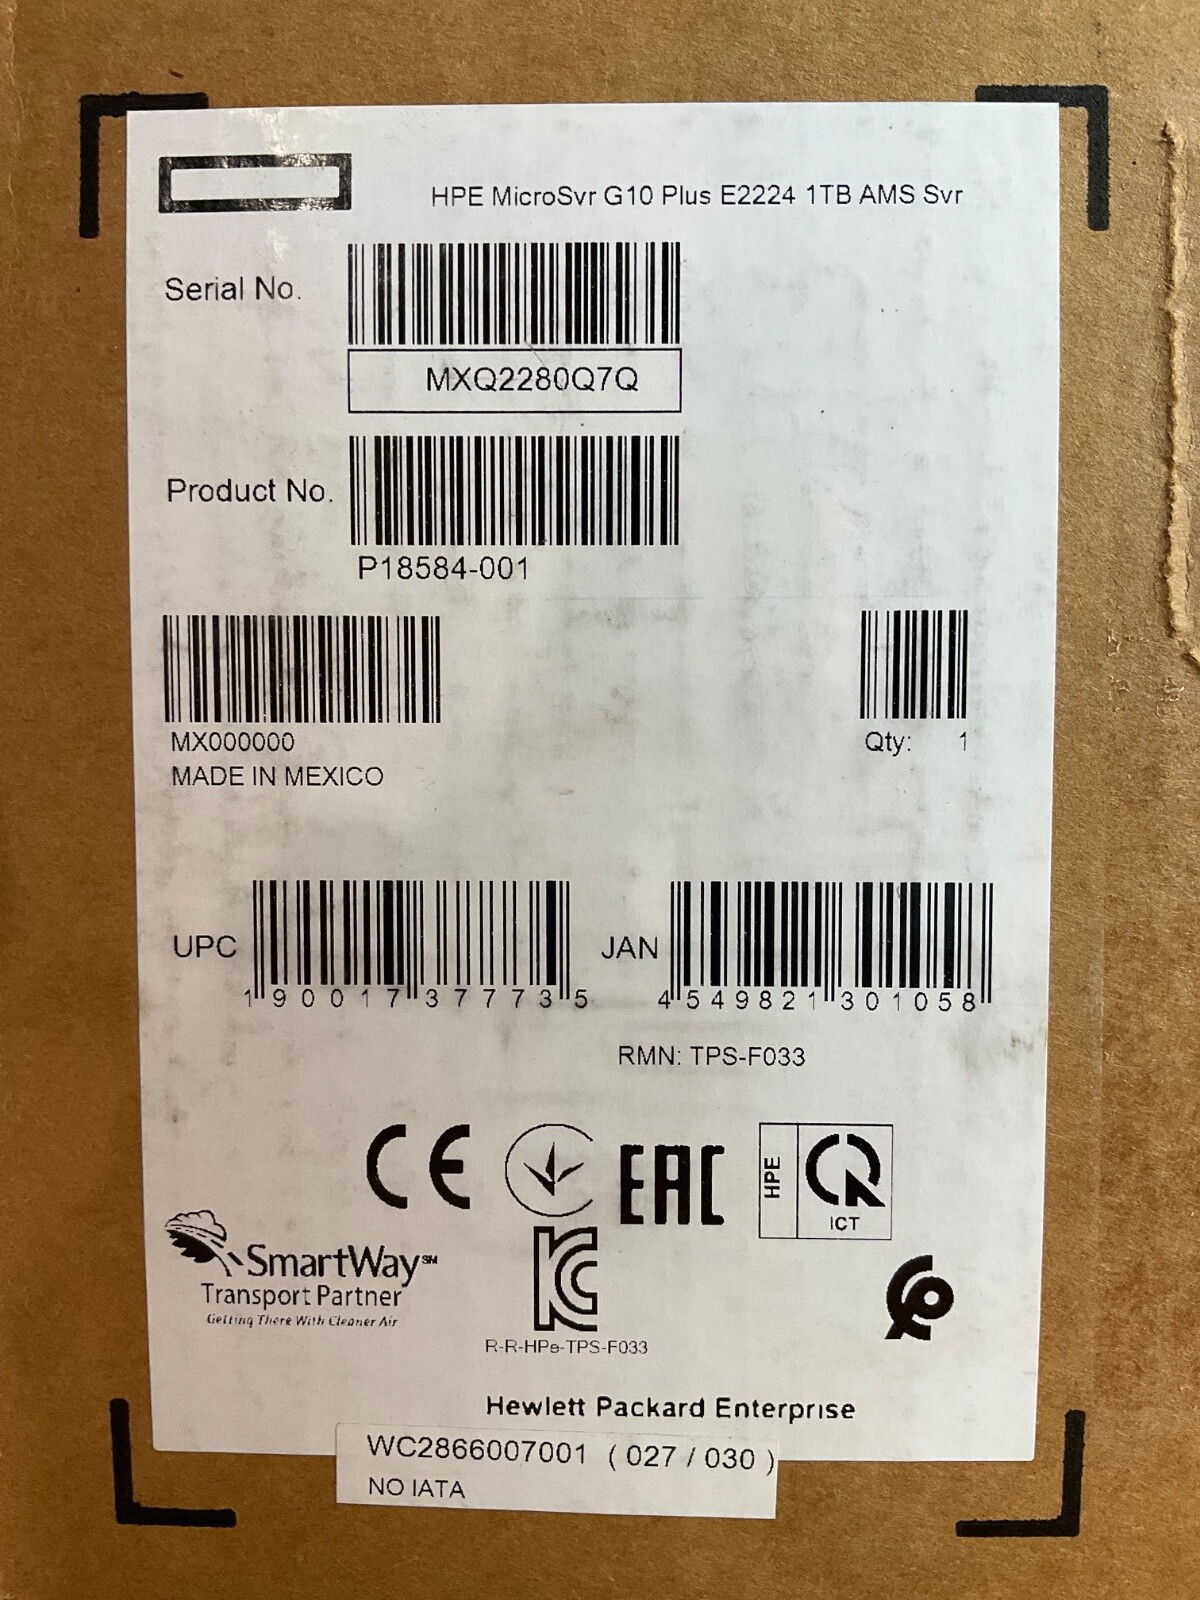 HPE MicroSvr G10 Plus E2224 1TB AMS Svr
Serial No.
MXQ2280Q7Q
Product No.
P18584-001
MX000000
MADE IN MEXICO
Qty: 1
UPC
1 90017 37773 5
JAN
4 549821 301058
RMN: TPS-F033
CE
EAC
HPE
ICT
SmartWay SM
Transport Partner
Getting There With Cleaner Air
KC
R-R-HPe-TPS-F033
Hewlett Packard Enterprise
WC2866007001 ( 027 / 030 )
NO IATA